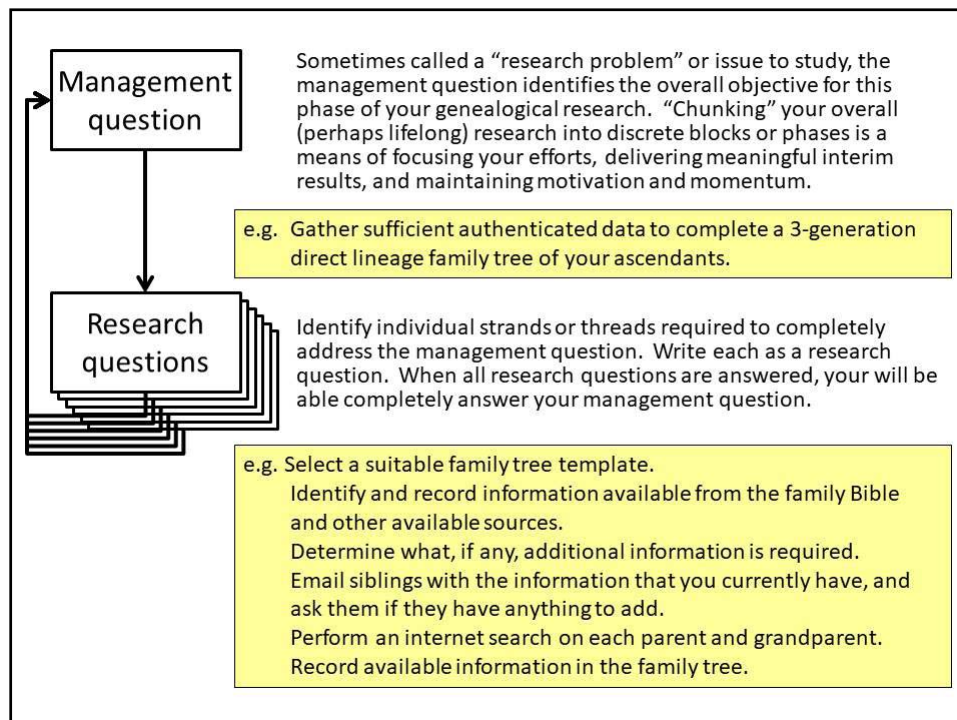 Management
question
Sometimes called a “research problem” or issue to study, the
management question identifies the overall objective for this
phase of your genealogical research.  “Chunking” your overall
(perhaps lifelong) research into discrete blocks or phases is a
means of focusing your efforts, delivering meaningful interim
results, and maintaining motivation and momentum.
e.g.  Gather sufficient authenticated data to complete a 3-generation
direct lineage family tree of your ascendants.
Research
questions
Identify individual strands or threads required to completely
address the management question.  Write each as a research
question.  When all research questions are answered, your will be
able completely answer your management question.
e.g. Select a suitable family tree template.
Identify and record information available from the family Bible
and other available sources.
Determine what, if any, additional information is required.
Email siblings with the information that you currently have, and
ask them if they have anything to add.
Perform an internet search on each parent and grandparent.
Record available information in the family tree.